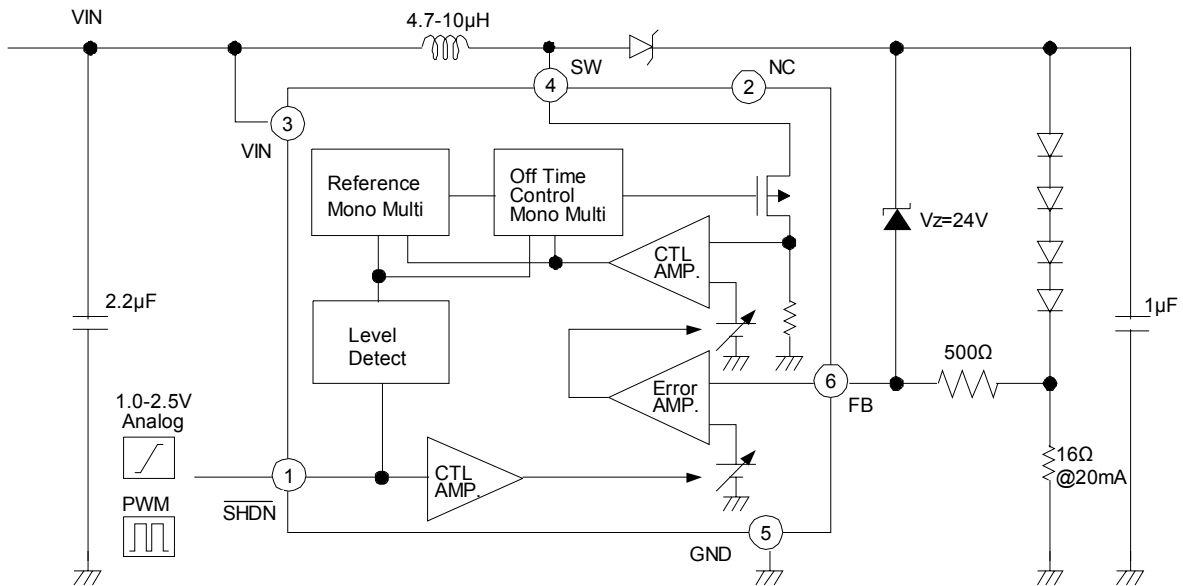 VIN
4.7-10µH
SW
NC
4
2
3
VIN
Reference
Mono Multi
Off Time
Control
Mono Multi
CTL
AMP.
Vz=24V
2.2µF
1µF
Level
Detect
500Ω
Error
AMP.
6
FB
1.0-2.5V
Analog
16Ω
@20mA
1
CTL
AMP.
PWM
SHDN
5
GND